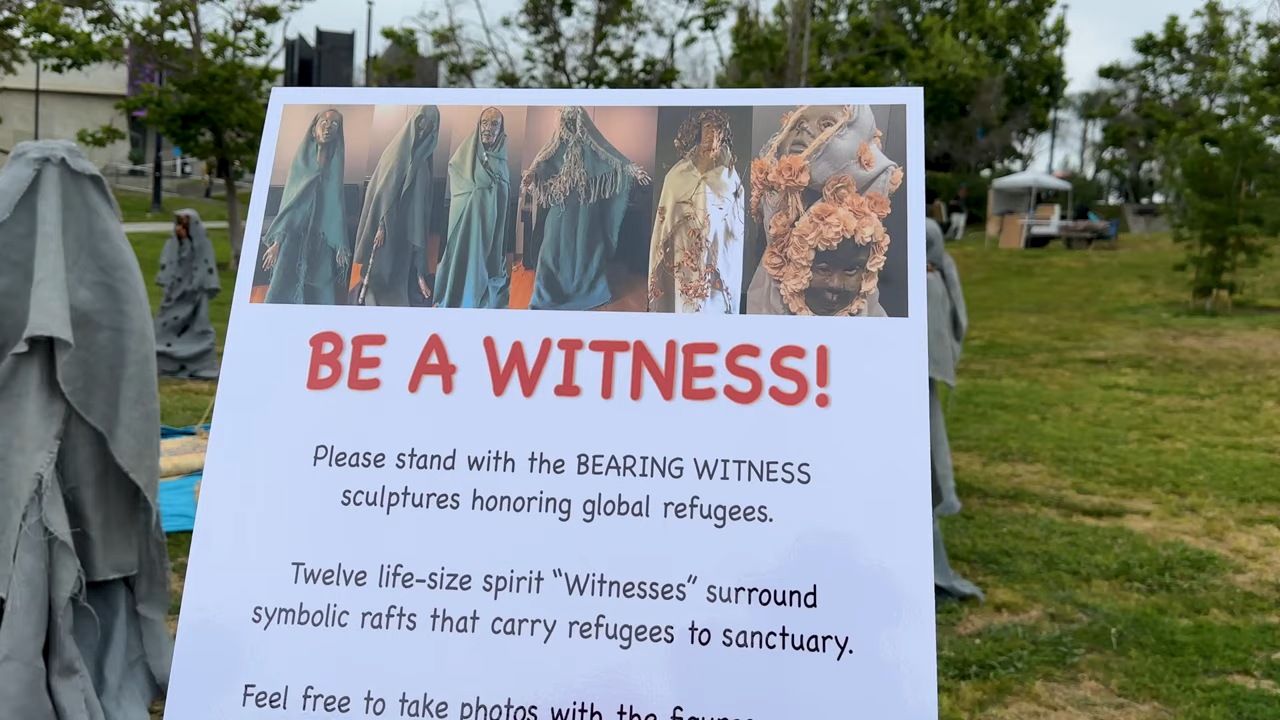 BE A WITNESS!
Please stand with the BEARING WITNESS
sculptures honoring global refugees.
Twelve life-size spirit “Witnesses” surround
symbolic rafts that carry refugees to sanctuary.
Feel free to take photos with the figures